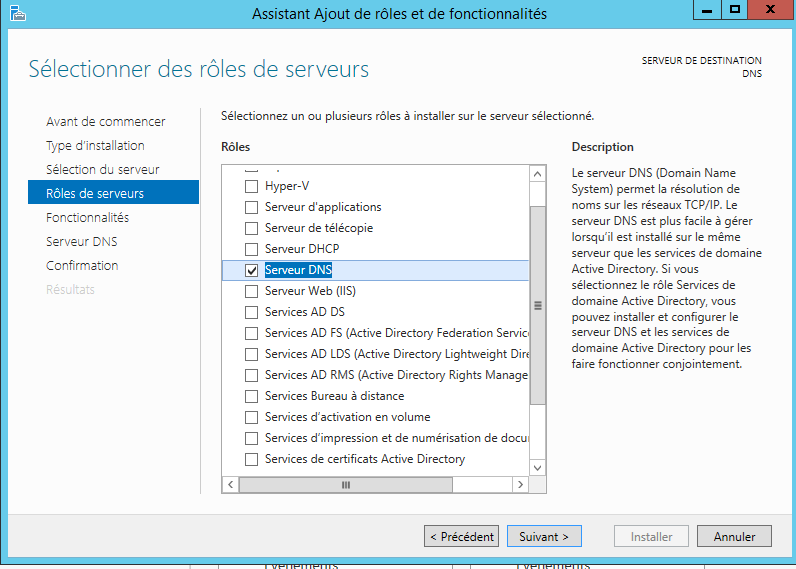 Assistant Ajout de rôles et de fonctionnalités
Sélectionner des rôles de serveurs
SERVEUR DE DESTINATION
DNS
Avant de commencer
Type d'installation
Sélection du serveur
Rôles de serveurs
Fonctionnalités
Serveur DNS
Confirmation
Résultats
Sélectionnez un ou plusieurs rôles à installer sur le serveur sélectionné.
Rôles
Hyper-V
Serveur d'applications
Serveur de télécopie
Serveur DHCP
Serveur DNS
Serveur Web (IIS)
Services AD DS
Services AD FS (Active Directory Federation Service
Services AD LDS (Active Directory Lightweight Dire
Services AD RMS (Active Directory Rights Manage
Services Bureau à distance
Services d'activation en volume
Services d'impression et de numérisation de docu
Services de certificats Active Directory
Description
Le serveur DNS (Domain Name
System) permet la résolution de
noms sur les réseaux TCP/IP. Le
serveur DNS est plus facile à gérer
lorsqu'il est installé sur le même
serveur que les services de domaine
Active Directory. Si vous
sélectionnez le rôle Services de
domaine Active Directory, vous
pouvez installer et configurer le
serveur DNS et les services de
domaine Active Directory pour les
faire fonctionner conjointement.
< Précédent
Suivant >
Installer
Annuler